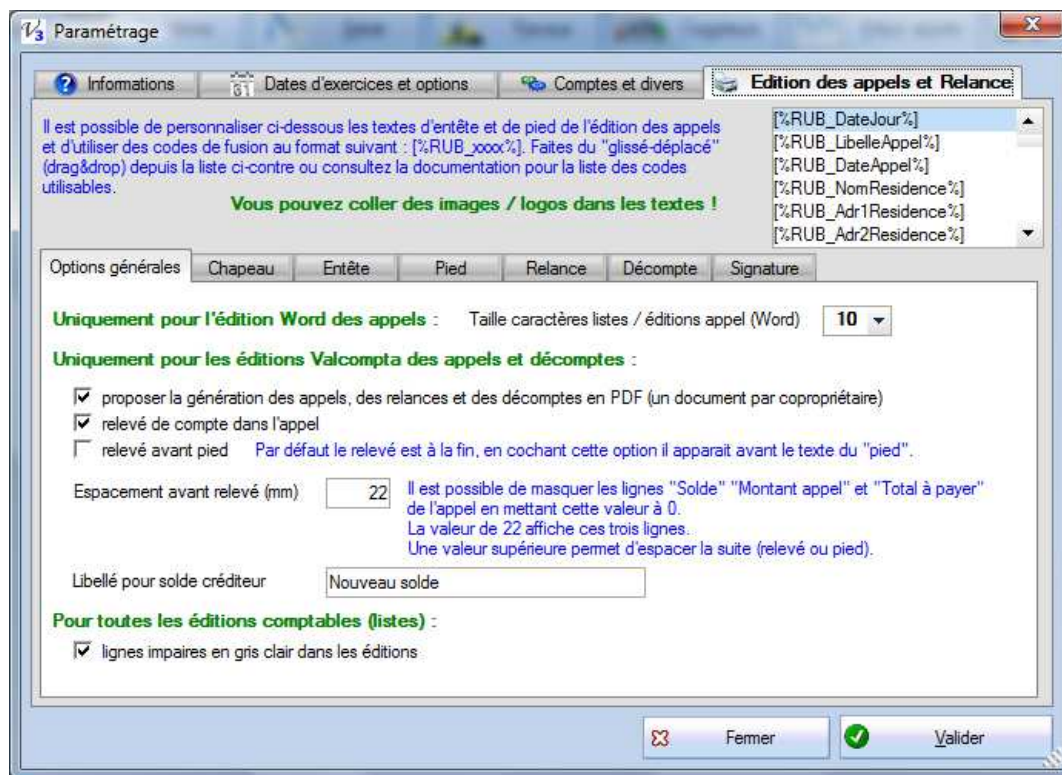 V3 Paramétrage
Informations
31 Dates d'exercices et options
Comptes et divers
Edition des appels et Relance
Il est possible de personnaliser ci-dessous les textes d'entête et de pied de l'édition des appels
et d'utiliser des codes de fusion au format suivant : [%RUB_xxxx%]. Faites du "glissé-déplacé"
(drag&drop) depuis la liste ci-contre ou consultez la documentation pour la liste des codes
utilisables.
Vous pouvez coller des images / logos dans les textes !
[%RUB_DateJour%]
[%RUB_LibelleAppel%]
[%RUB_DateAppel%]
[%RUB_NomResidence%]
[%RUB_Adr1Residence%]
[%RUB_Adr2Residence%]
Options générales
Chapeau
Entête
Pied
Relance
Décompte
Signature
Uniquement pour l'édition Word des appels : Taille caractères listes / éditions appel (Word) 10
Uniquement pour les éditions Valcompta des appels et décomptes :
proposer la génération des appels, des relances et des décomptes en PDF (un document par copropriétaire)
relevé de compte dans l'appel
relevé avant pied Par défaut le relevé est à la fin, en cochant cette option il apparait avant le texte du "pied".
Espacement avant relevé (mm) 22
Il est possible de masquer les lignes "Solde" "Montant appel" et "Total à payer"
de l'appel en mettant cette valeur à 0.
La valeur de 22 affiche ces trois lignes.
Une valeur supérieure permet d'espacer la suite (relevé ou pied).
Libellé pour solde créditeur Nouveau solde
Pour toutes les éditions comptables (listes) :
lignes impaires en gris clair dans les éditions
Fermer
Valider